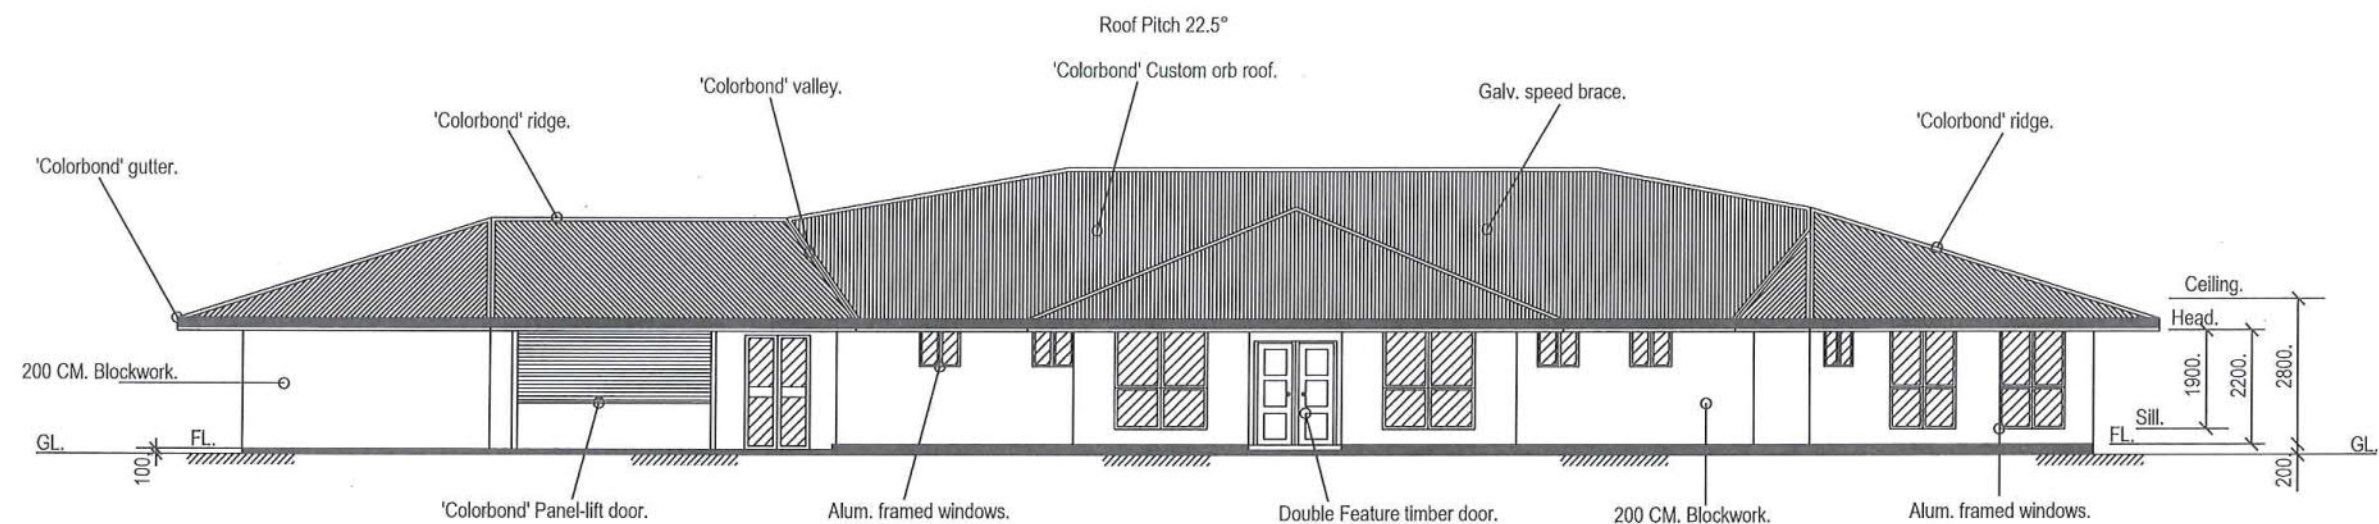 Roof Pitch 22.5°
'Colorbond' Custom orb roof.
'Colorbond' valley.
Galv. speed brace.
'Colorbond' ridge.
'Colorbond' ridge.
'Colorbond' gutter.
Ceiling.
Head.
200 CM. Blockwork.
1900.
2200.
2800.
Sill.
GL.
FL.
FL.
GL.
100.
200.
'Colorbond' Panel-lift door.
Alum. framed windows.
Double Feature timber door.
200 CM. Blockwork.
Alum. framed windows.